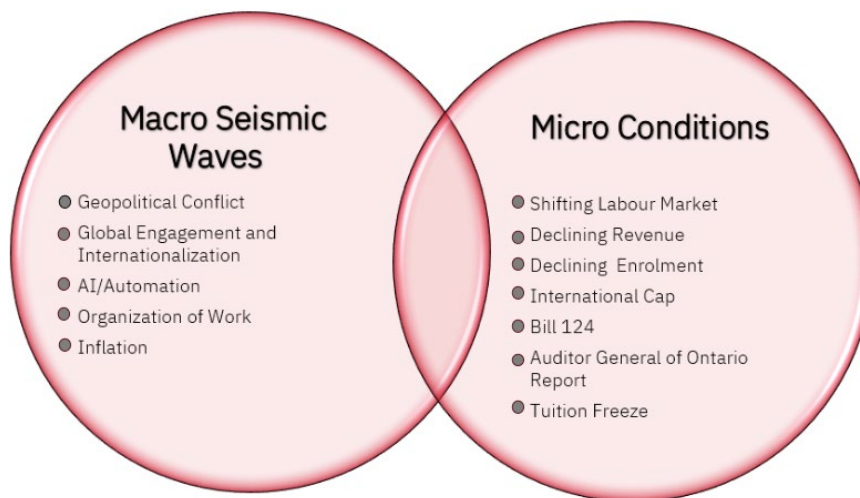 Macro Seismic
Waves
Geopolitical Conflict
Global Engagement and
Internationalization
AI/Automation
Organization of Work
Inflation
Micro Conditions
Shifting Labour Market
Declining Revenue
Declining  Enrolment
International Cap
Bill 124
Auditor General of Ontario
Report
Tuition Freeze